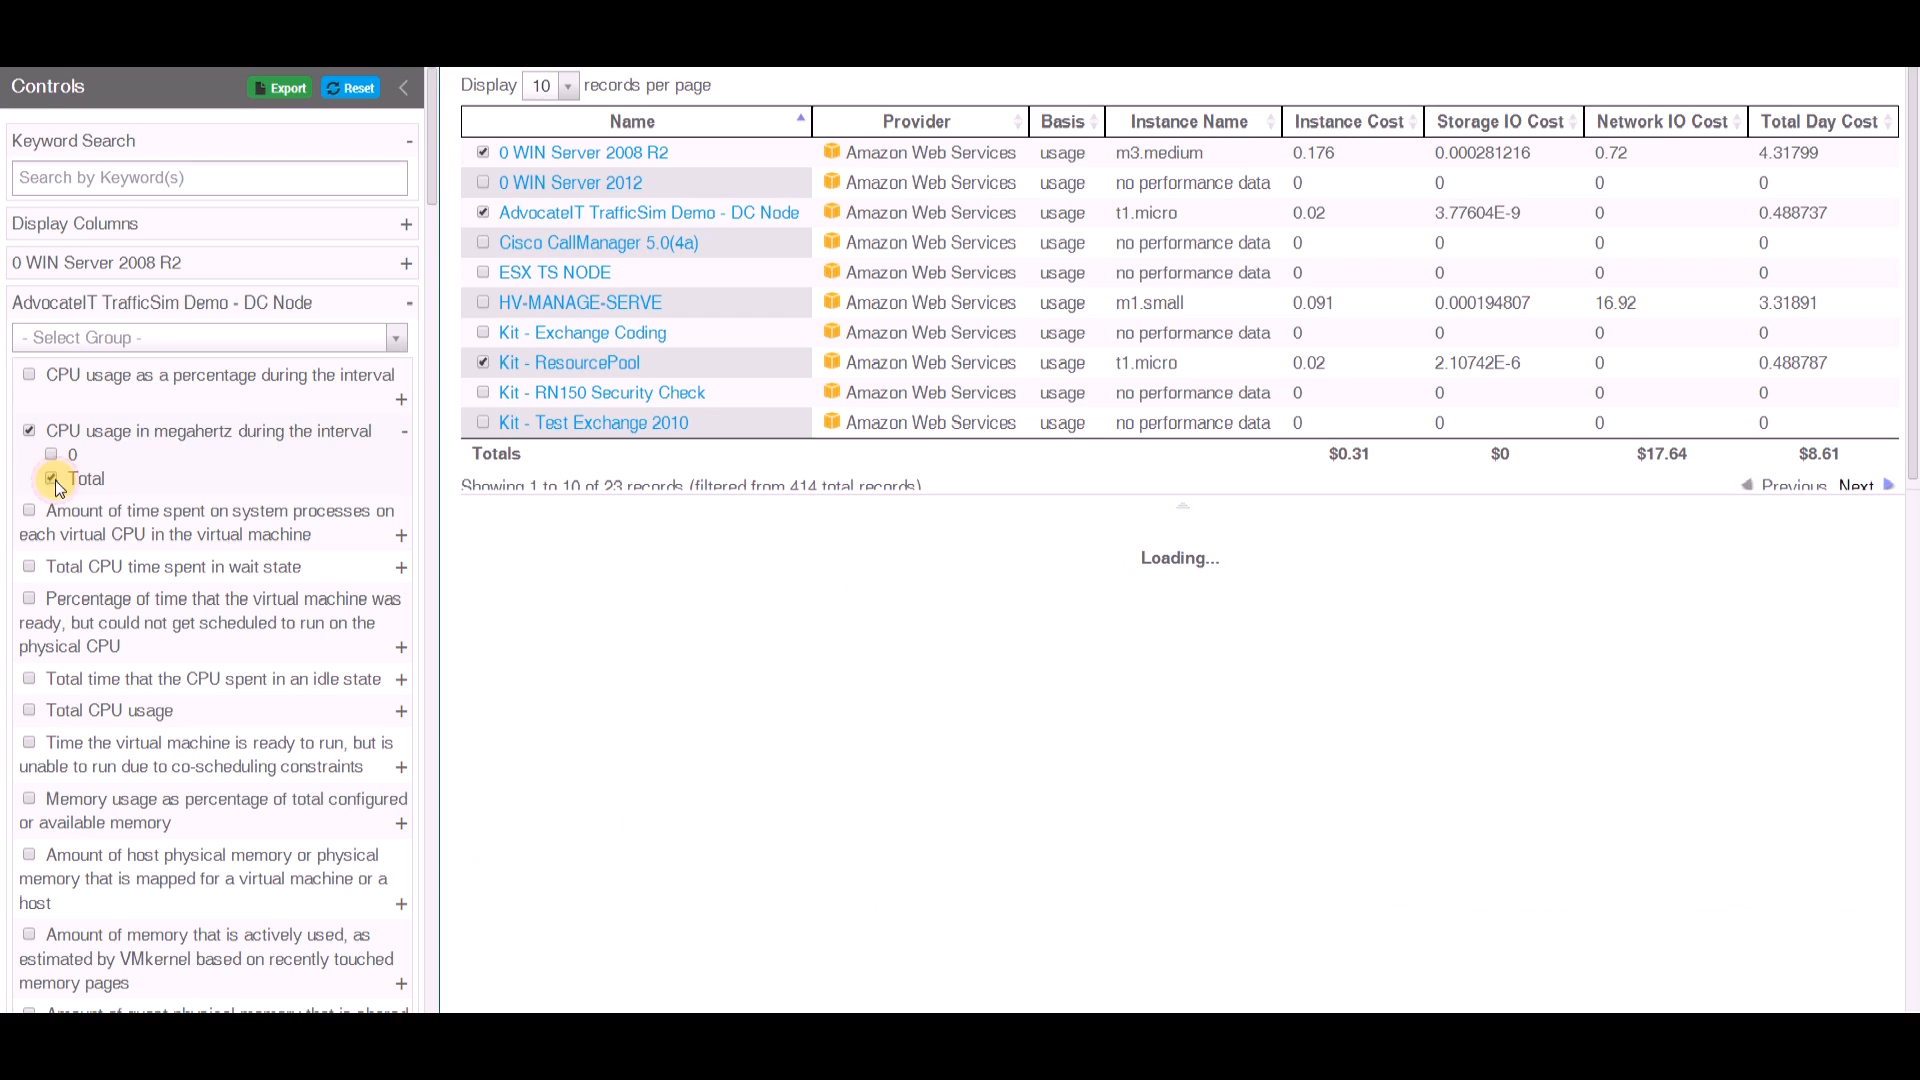 Controls
Export
Reset
Keyword Search
-
Search by Keyword(s)
Display Columns
+
0 WIN Server 2008 R2
+
AdvocateIT TrafficSim Demo - DC Node
-
- Select Group -
CPU usage as a percentage during the interval
+
CPU usage in megahertz during the interval
-
0
Total
Amount of time spent on system processes on
each virtual CPU in the virtual machine +
Total CPU time spent in wait state +
Percentage of time that the virtual machine was
ready, but could not get scheduled to run on the
physical CPU +
Total time that the CPU spent in an idle state +
Total CPU usage +
Time the virtual machine is ready to run, but is
unable to run due to co-scheduling constraints +
Memory usage as percentage of total configured
or available memory +
Amount of host physical memory or physical
memory that is mapped for a virtual machine or a
host +
Amount of memory that is actively used, as
estimated by VMkernel based on recently touched
memory pages +
Display 10 records per page
Name Provider Basis Instance Name Instance Cost Storage IO Cost Network IO Cost Total Day Cost
0 WIN Server 2008 R2 Amazon Web Services usage m3.medium 0.176 0.000281216 0.72 4.31799
0 WIN Server 2012 Amazon Web Services usage no performance data 0 0 0 0
AdvocateIT TrafficSim Demo - DC Node Amazon Web Services usage t1.micro 0.02 3.77604E-9 0 0.488737
Cisco CallManager 5.0(4a) Amazon Web Services usage no performance data 0 0 0 0
ESX TS NODE Amazon Web Services usage no performance data 0 0 0 0
HV-MANAGE-SERVE Amazon Web Services usage m1.small 0.091 0.000194807 16.92 3.31891
Kit - Exchange Coding Amazon Web Services usage no performance data 0 0 0 0
Kit - ResourcePool Amazon Web Services usage t1.micro 0.02 2.10742E-6 0 0.488787
Kit - RN150 Security Check Amazon Web Services usage no performance data 0 0 0 0
Kit - Test Exchange 2010 Amazon Web Services usage no performance data 0 0 0 0
Totals $0.31 $0 $17.64 $8.61
Showing 1 to 10 of 23 records (filtered from 414 total records) Previous Next
Loading...